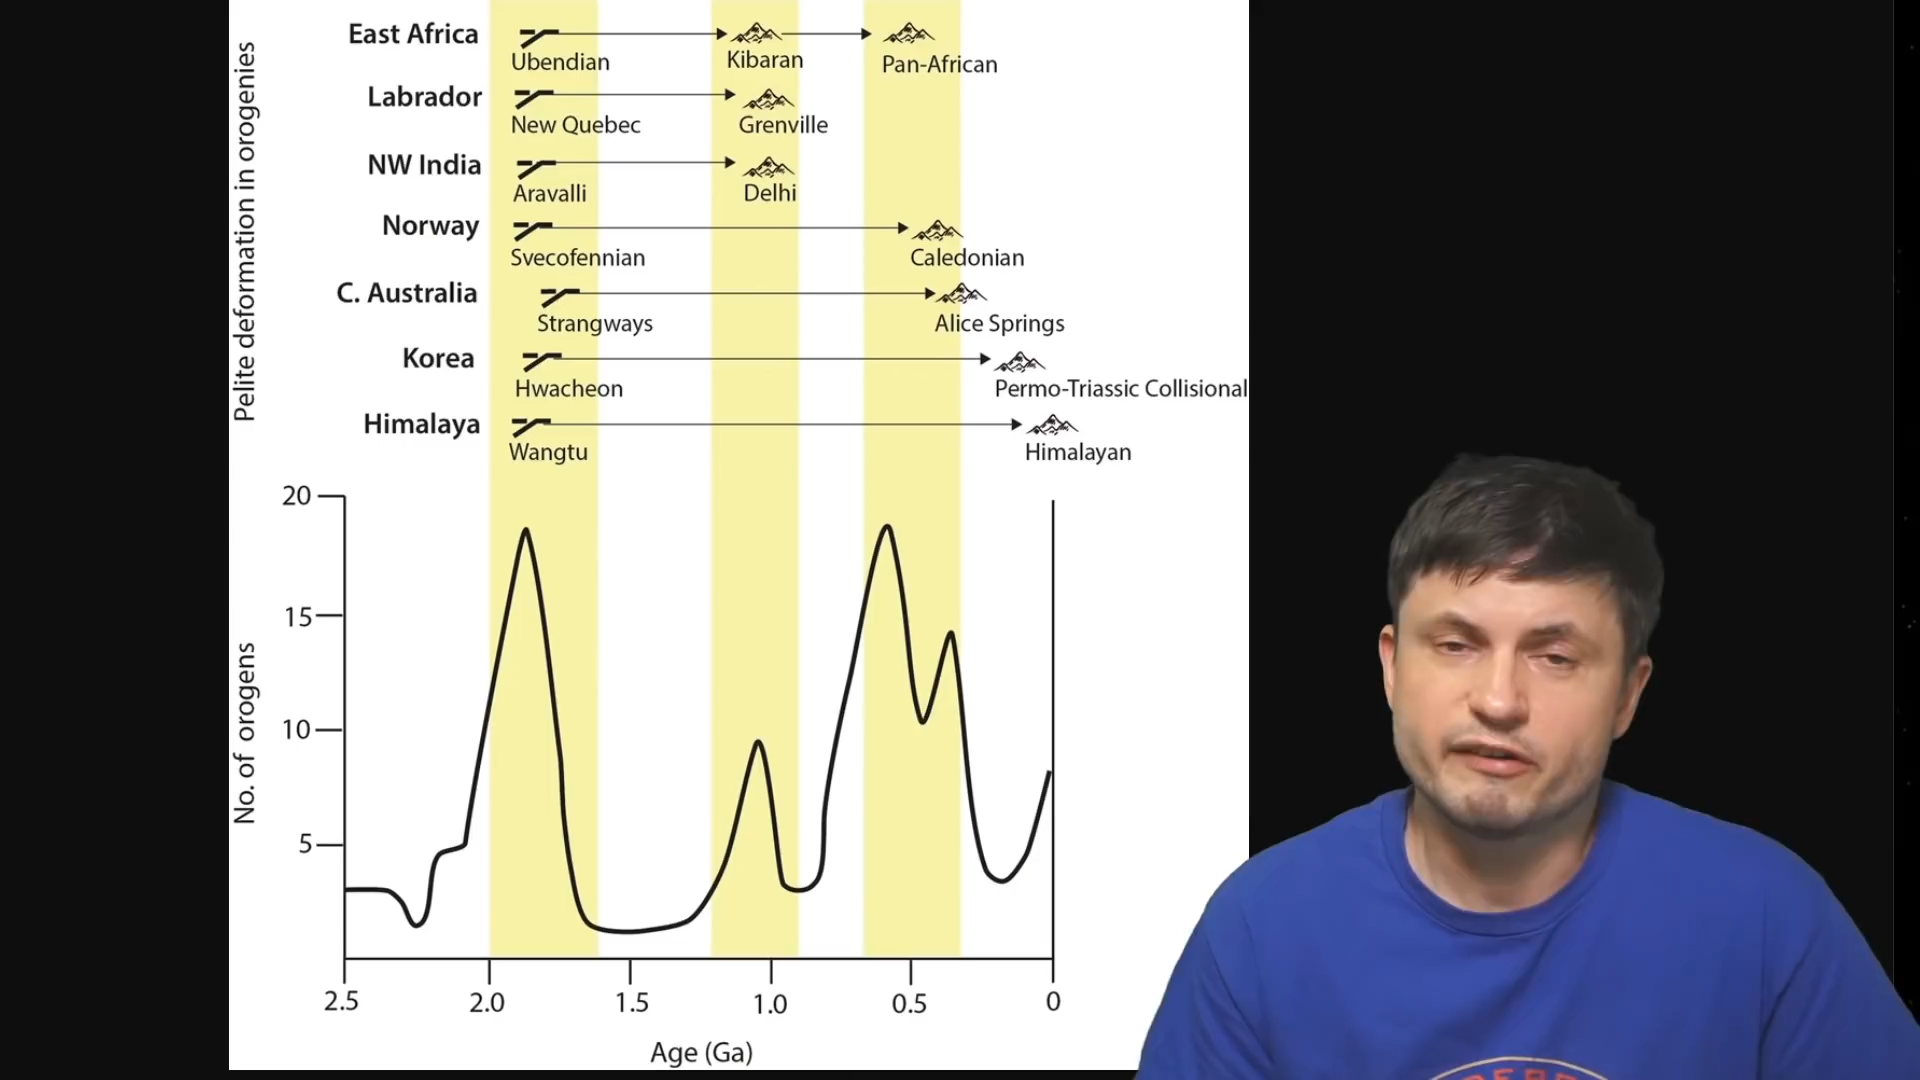 Pelite deformation in orogenies
East Africa
Ubendian
Kibaran
Pan-African
Labrador
New Quebec
Grenville
NW India
Aravalli
Delhi
Norway
Svecofennian
Caledonian
C. Australia
Strangways
Alice Springs
Korea
Hwacheon
Permo-Triassic Collisional
Himalaya
Wangtu
Himalayan
No. of orogens
20
15
10
5
2.5 2.0 1.5 1.0 0.5 0
Age (Ga)